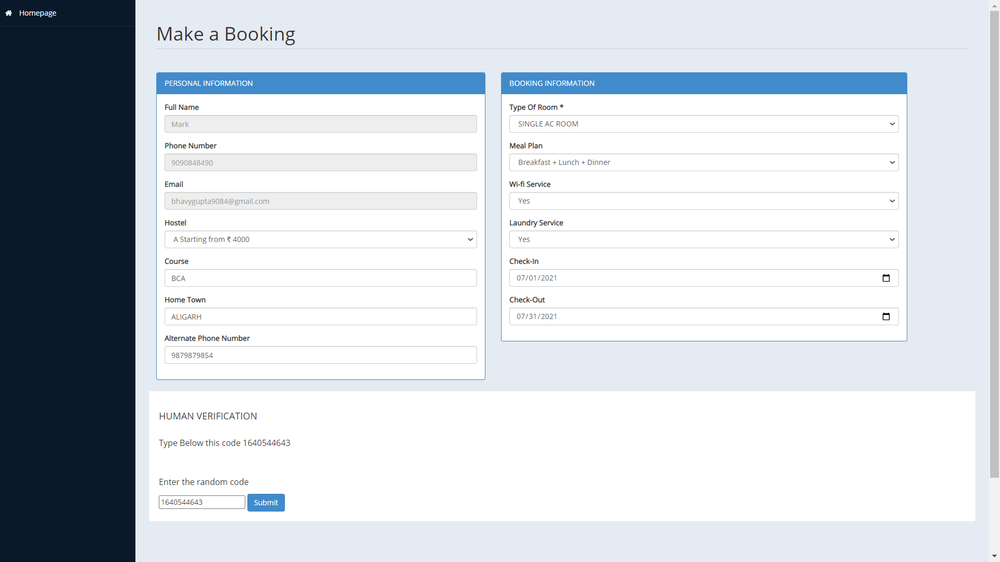 Homepage
Make a Booking
PERSONAL INFORMATION
Full Name
Mark
Phone Number
9090848490
Email
bhavygupta9084@gmail.com
Hostel
A Starting from ₹ 4000
Course
BCA
Home Town
ALIGARH
Alternate Phone Number
9879879854
BOOKING INFORMATION
Type Of Room *
SINGLE AC ROOM
Meal Plan
Breakfast + Lunch + Dinner
Wi-fi Service
Yes
Laundry Service
Yes
Check-In
07/01/2021
Check-Out
07/31/2021
HUMAN VERIFICATION
Type Below this code 1640544643
Enter the random code
1640544643 Submit